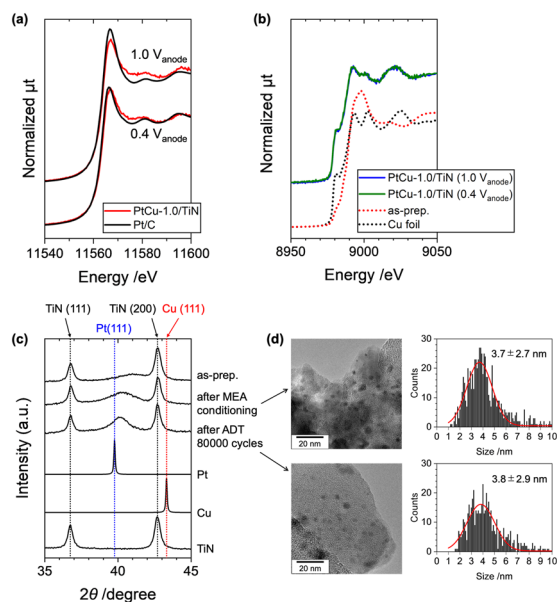 (a)
1.0 Vanode
0.4 Vanode
PtCu-1.0/TiN
Pt/C
Normalized μt
11540 11560 11580 11600
Energy /eV
(b)
PtCu-1.0/TiN (1.0 Vanode)
PtCu-1.0/TiN (0.4 Vanode)
as-prep.
Cu foil
Normalized μt
8950 9000 9050
Energy /eV
TiN (111) TiN (200) Cu (111)
Pt(111)
(c)
as-prep.
after MEA
conditioning
after ADT
80000 cycles
Pt
Cu
TiN
Intensity (a.u.)
35 40 45
2θ /degree
(d)
20 nm
30
20
10
0
Counts
3.7 ± 2.7 nm
0 1 2 3 4 5 6 7 8 9 10
Size /nm
20 nm
30
20
10
0
Counts
3.8 ± 2.9 nm
0 1 2 3 4 5 6 7 8 9 10
Size /nm